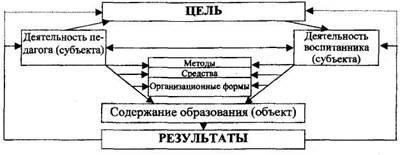 ЦЕЛЬ
Деятельность пе-
дагога (субъекта)
Деятельность
воспитанника
(субъекта)
Методы
Средства
Организационные формы
Содержание образования (объект)
РЕЗУЛЬТАТЫ